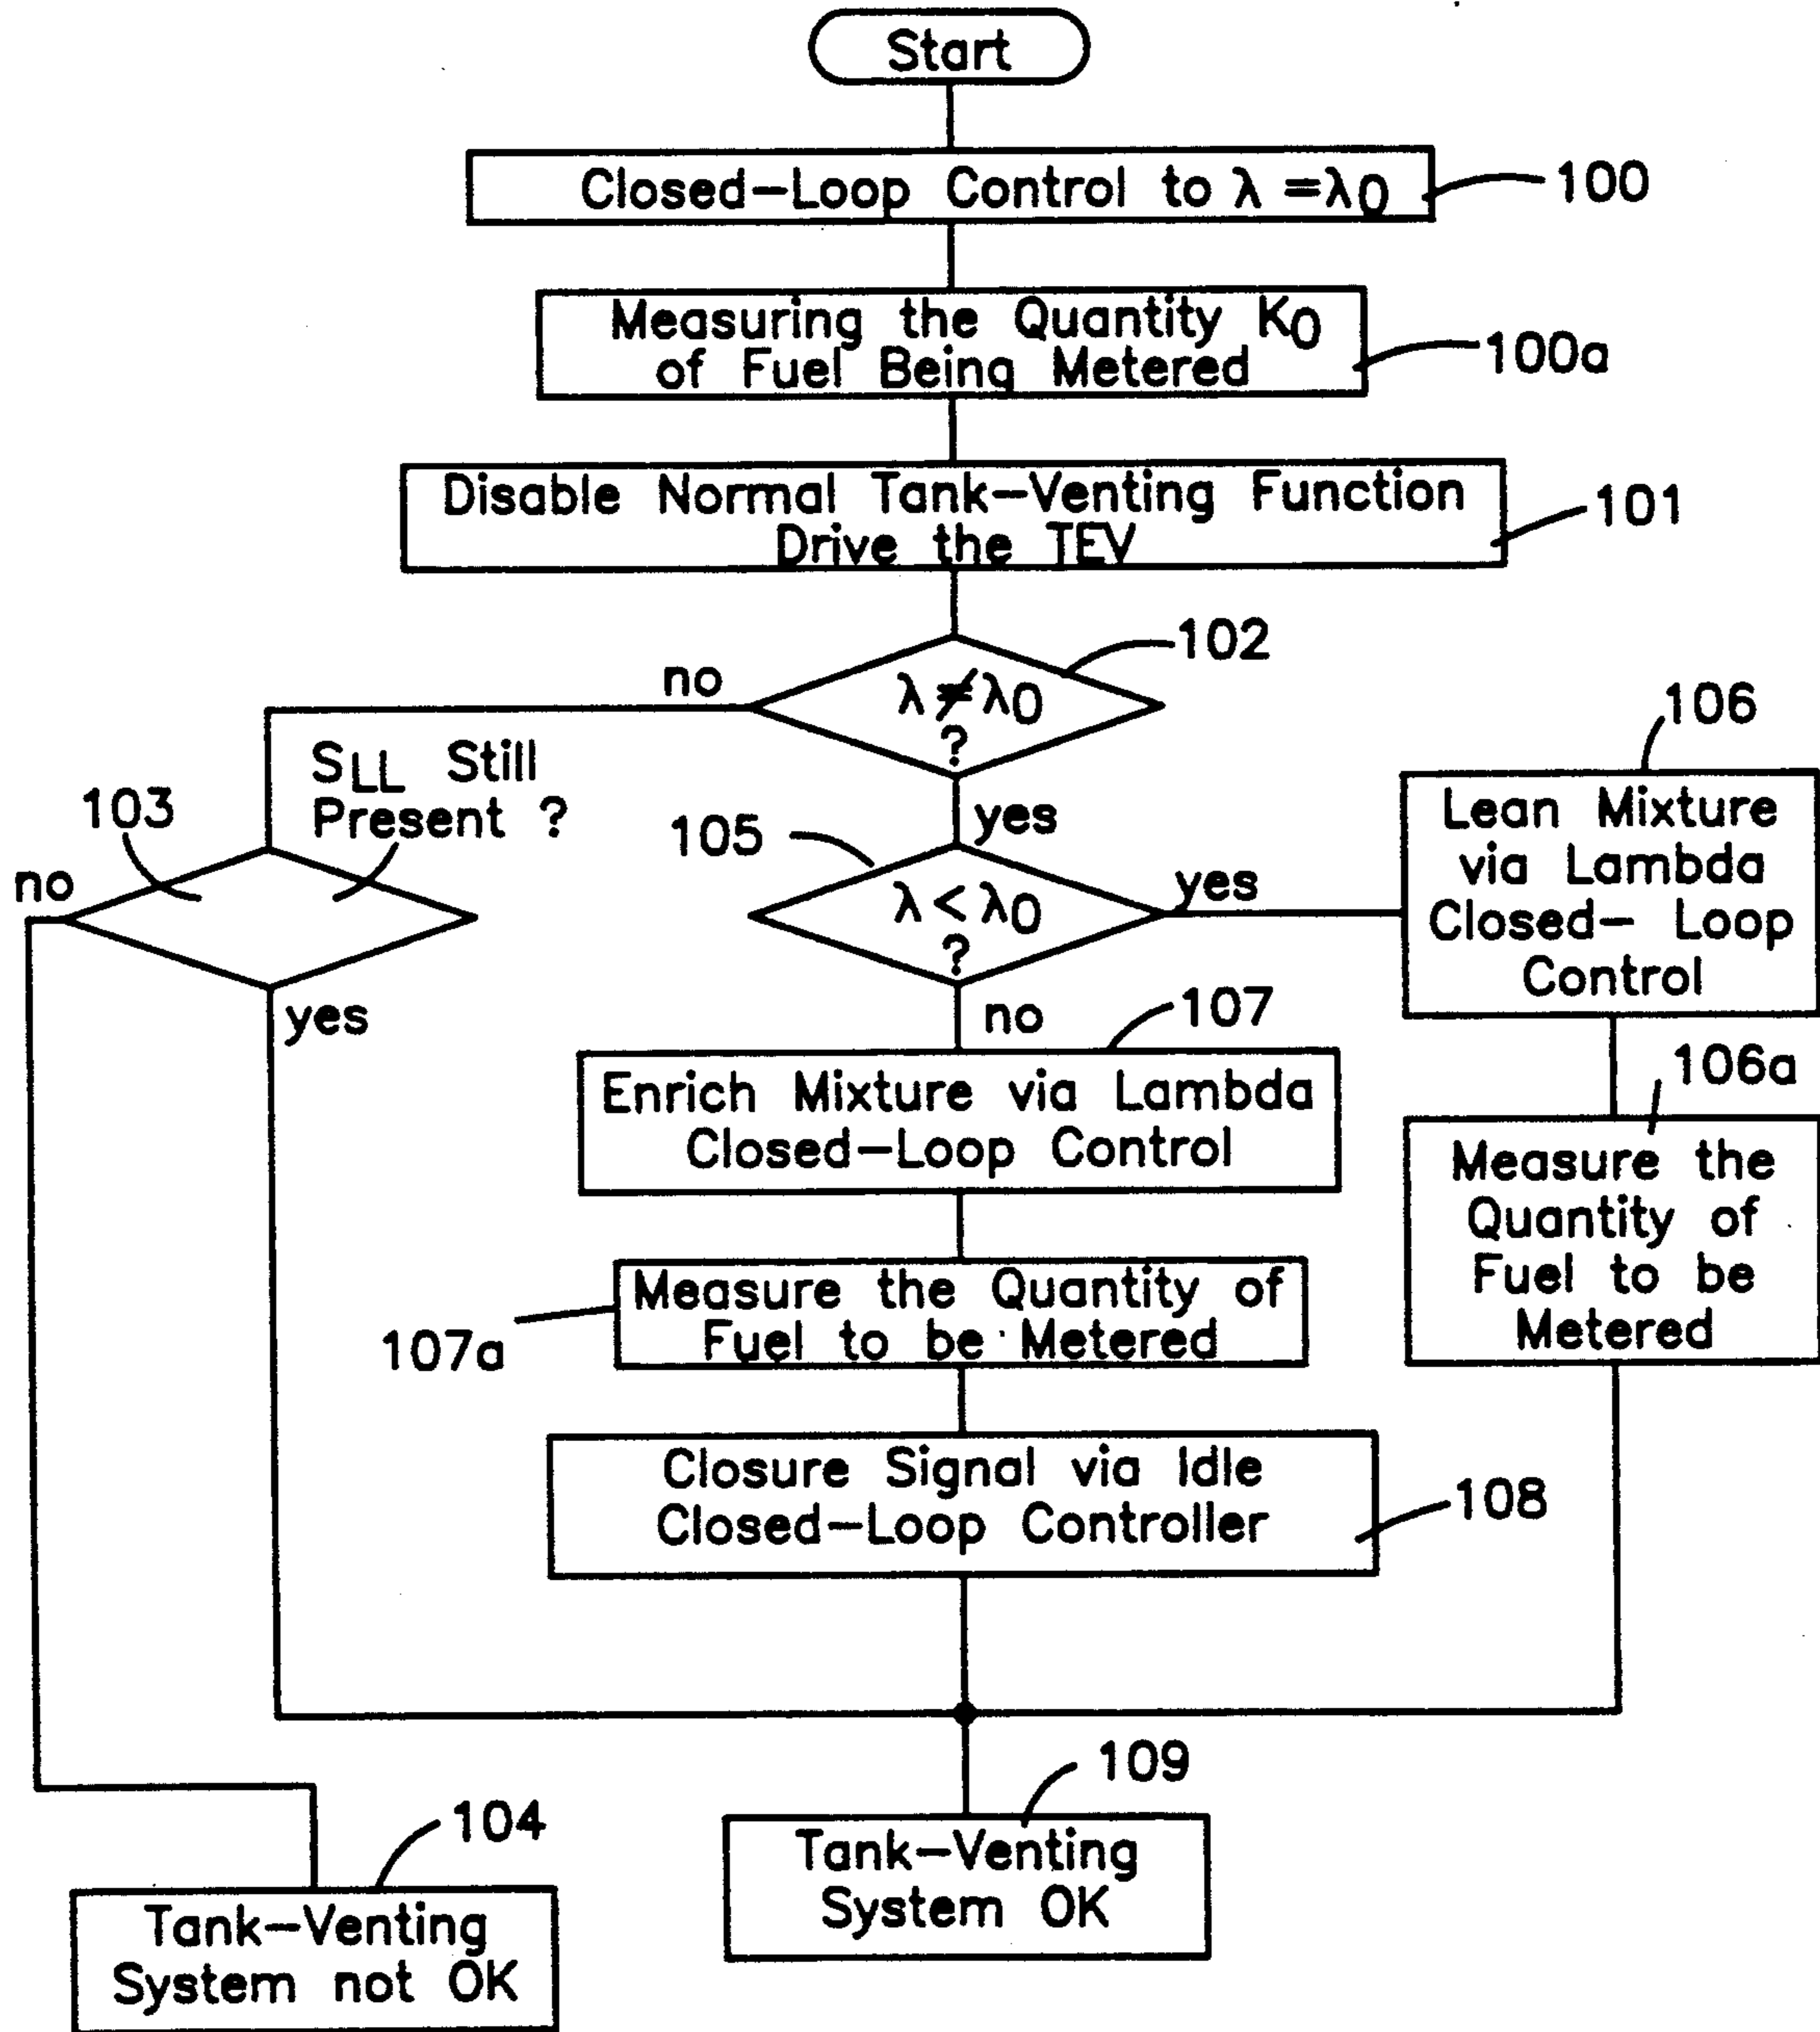 Start
Closed-Loop Control to λ = λ0
100
Measuring the Quantity K0
of Fuel Being Metered
100a
Disable Normal Tank-Venting Function
Drive the TEV
101
102
no
λ ≠ λ0
?
yes
SLL Still
Present ?
103
no
yes
105
λ < λ0
?
yes
no
106
Lean Mixture
via Lambda
Closed- Loop
Control
107
Enrich Mixture via Lambda
Closed-Loop Control
106a
Measure the
Quantity of
Fuel to be
Metered
Measure the Quantity of
Fuel to be Metered
107a
Closure Signal via Idle
Closed-Loop Controller
108
109
Tank-Venting
System OK
104
Tank-Venting
System not OK